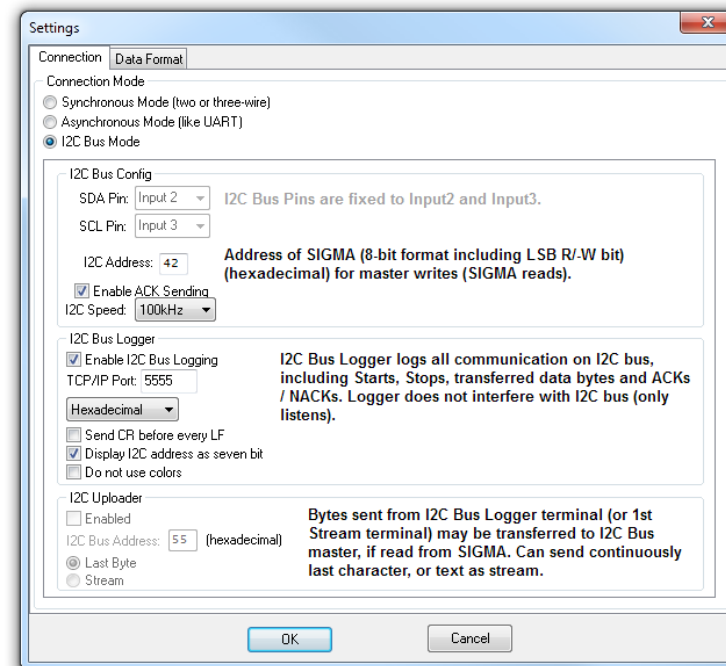 Settings
Connection
Data Format
Connection Mode
Synchronous Mode (two or three-wire)
Asynchronous Mode (like UART)
I2C Bus Mode
I2C Bus Config
SDA Pin: Input 2
I2C Bus Pins are fixed to Input2 and Input3.
SCL Pin: Input 3
Address of SIGMA (8-bit format including LSB R/-W bit)
I2C Address: 42
(hexadecimal) for master writes (SIGMA reads).
Enable ACK Sending
I2C Speed: 100kHz
I2C Bus Logger
Enable I2C Bus Logging
TCP/IP Port: 5555
Hexadecimal
I2C Bus Logger logs all communication on I2C bus,
including Starts, Stops, transferred data bytes and ACKs
/ NACKs. Logger does not interfere with I2C bus (only
listens).
Send CR before every LF
Display I2C address as seven bit
Do not use colors
I2C Uploader
Enabled
I2C Bus Address: 55 (hexadecimal)
Last Byte
Stream
Bytes sent from I2C Bus Logger terminal (or 1st
Stream terminal) may be transferred to I2C Bus
master, if read from SIGMA. Can send continuously
last character, or text as stream.
OK
Cancel